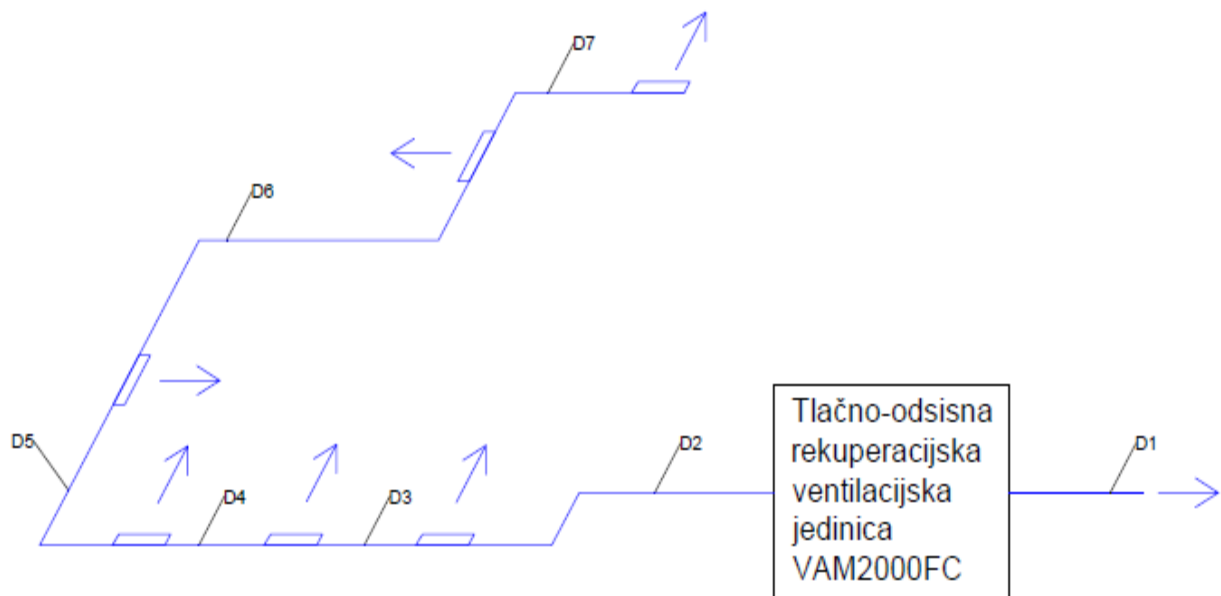 D7
D6
D5
D4
D3
D2
D1
Tlačno-odsisna
rekuperacijska
ventilacijska
jedinica
VAM2000FC